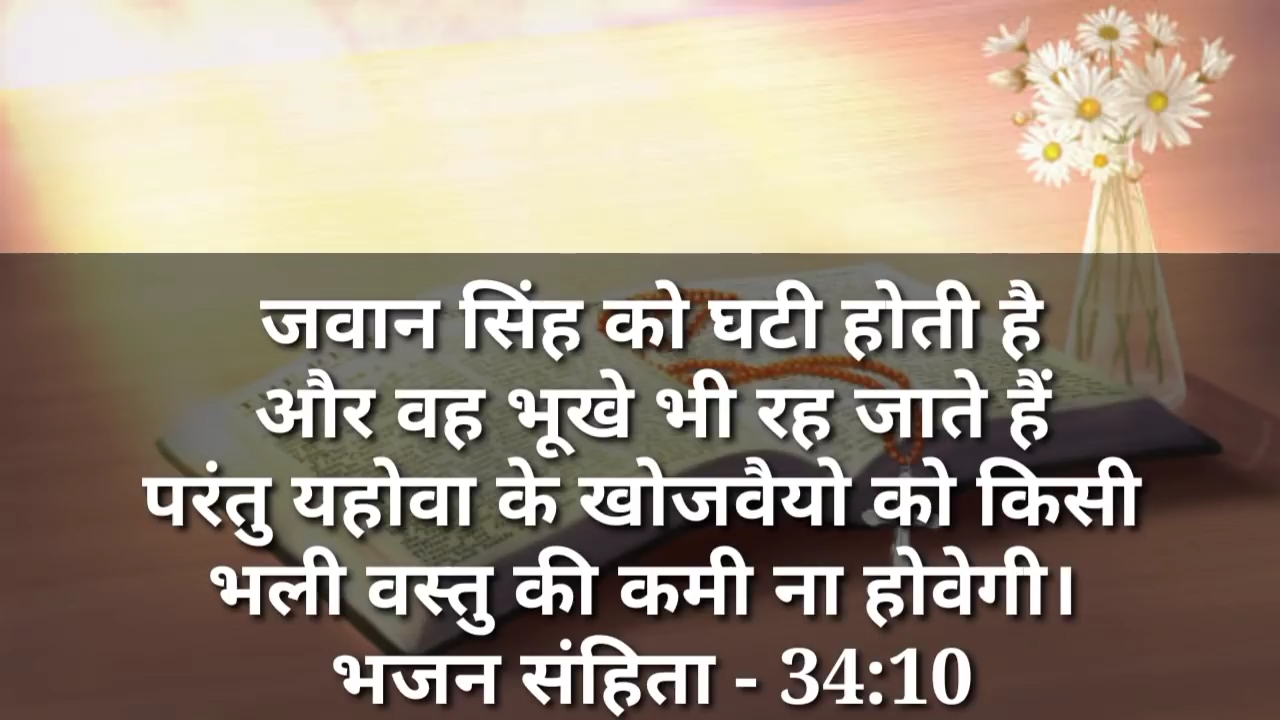 जवान सिंह को घटी होती है
और वह भूखे भी रह जाते हैं
परंतु यहोवा के खोजवैयो को किसी
भली वस्तु की कमी ना होवेगी।
भजन संहिता - 34:10